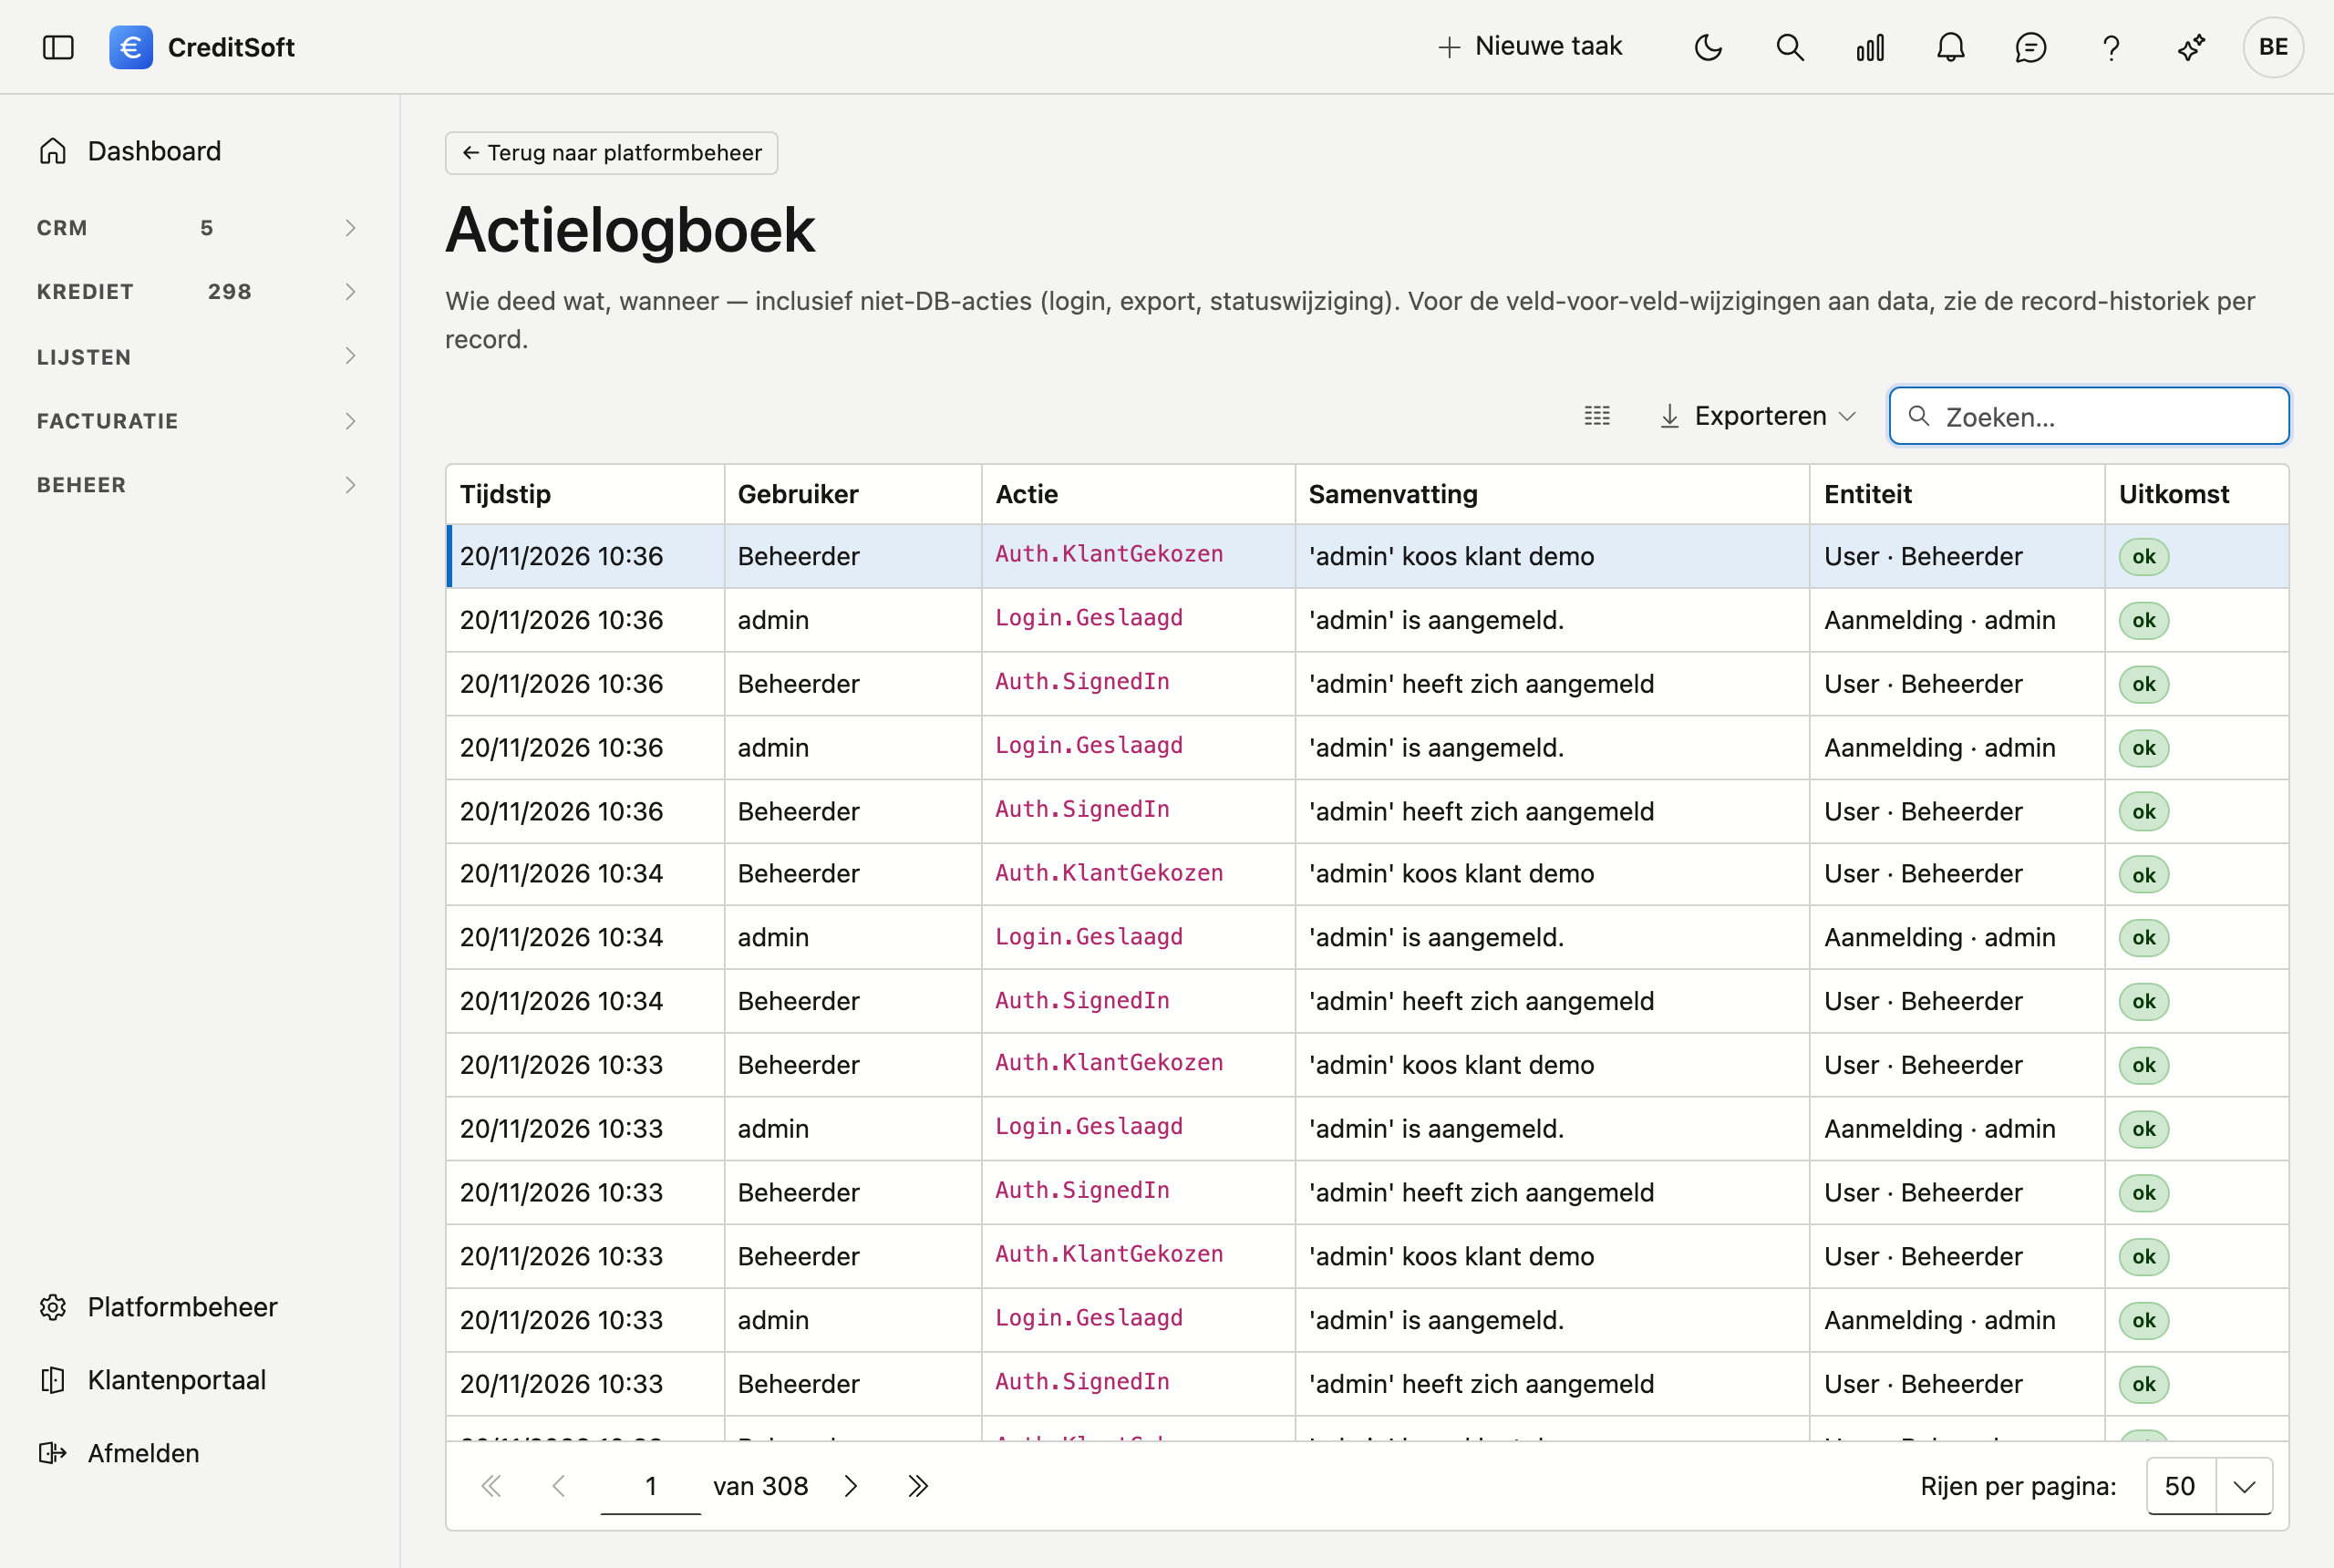 CreditSoft
Nieuwe taak
BE
Dashboard
CRM 5
KREDIET 298
LIJSTEN
FACTURATIE
BEHEER
Platformbeheer
Klantenportaal
Afmelden
← Terug naar platformbeheer
Actielogboek
Wie deed wat, wanneer — inclusief niet-DB-acties (login, export, statuswijziging). Voor de veld-voor-veld-wijzigingen aan data, zie de record-historiek per
record.
Exporteren
Zoeken...
Tijdstip Gebruiker Actie Samenvatting Entiteit Uitkomst
20/11/2026 10:36 Beheerder Auth.KlantGekozen 'admin' koos klant demo User · Beheerder ok
20/11/2026 10:36 admin Login.Geslaagd 'admin' is aangemeld. Aanmelding · admin ok
20/11/2026 10:36 Beheerder Auth.SignedIn 'admin' heeft zich aangemeld User · Beheerder ok
20/11/2026 10:36 admin Login.Geslaagd 'admin' is aangemeld. Aanmelding · admin ok
20/11/2026 10:36 Beheerder Auth.SignedIn 'admin' heeft zich aangemeld User · Beheerder ok
20/11/2026 10:34 Beheerder Auth.KlantGekozen 'admin' koos klant demo User · Beheerder ok
20/11/2026 10:34 admin Login.Geslaagd 'admin' is aangemeld. Aanmelding · admin ok
20/11/2026 10:34 Beheerder Auth.SignedIn 'admin' heeft zich aangemeld User · Beheerder ok
20/11/2026 10:33 Beheerder Auth.KlantGekozen 'admin' koos klant demo User · Beheerder ok
20/11/2026 10:33 admin Login.Geslaagd 'admin' is aangemeld. Aanmelding · admin ok
20/11/2026 10:33 Beheerder Auth.SignedIn 'admin' heeft zich aangemeld User · Beheerder ok
20/11/2026 10:33 Beheerder Auth.KlantGekozen 'admin' koos klant demo User · Beheerder ok
20/11/2026 10:33 admin Login.Geslaagd 'admin' is aangemeld. Aanmelding · admin ok
20/11/2026 10:33 Beheerder Auth.SignedIn 'admin' heeft zich aangemeld User · Beheerder ok
1 van 308
Rijen per pagina: 50